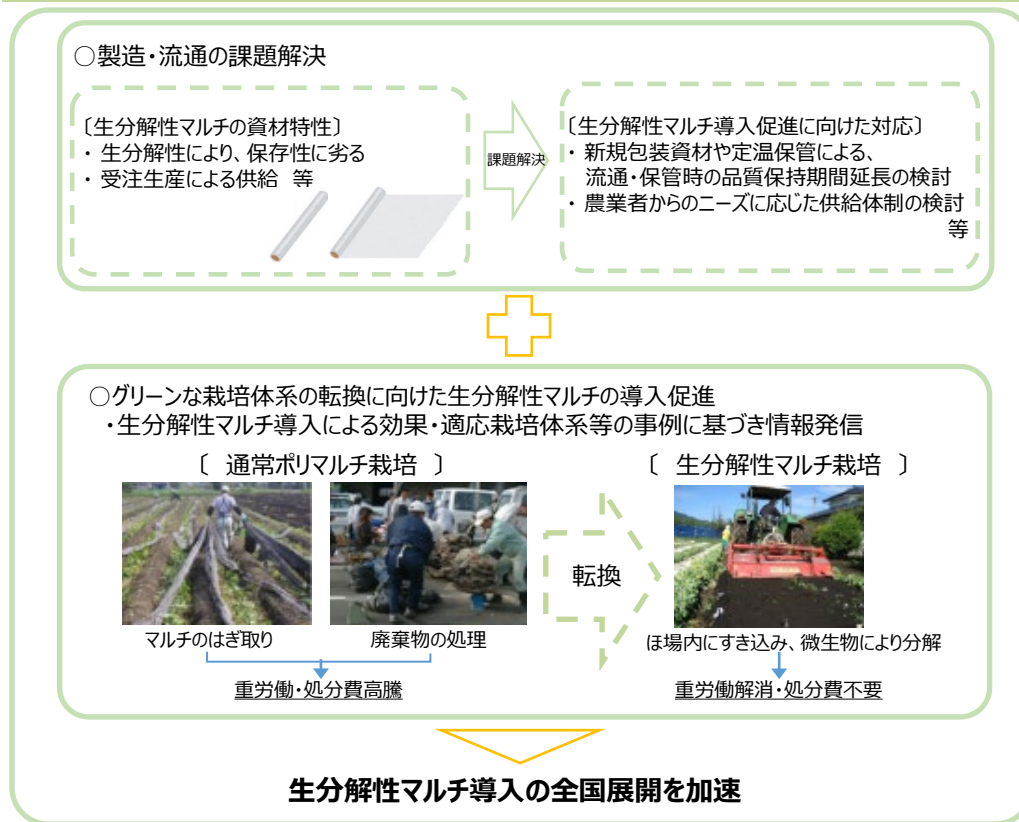 ○製造・流通の課題解決
〔生分解性マルチの資材特性〕
・ 生分解性により、保存性に劣る
・ 受注生産による供給 等
課題解決
〔生分解性マルチ導入促進に向けた対応〕
・ 新規包装資材や定温保管による、
流通・保管時の品質保持期間延長の検討
・ 農業者からのニーズに応じた供給体制の検討
等
○グリーンな栽培体系の転換に向けた生分解性マルチの導入促進
・生分解性マルチ導入による効果・適応栽培体系等の事例に基づき情報発信
〔 通常ポリマルチ栽培 〕
マルチのはぎ取り
廃棄物の処理
重労働・処分費高騰
転換
〔 生分解性マルチ栽培 〕
ほ場内にすき込み、微生物により分解
重労働解消・処分費不要
生分解性マルチ導入の全国展開を加速